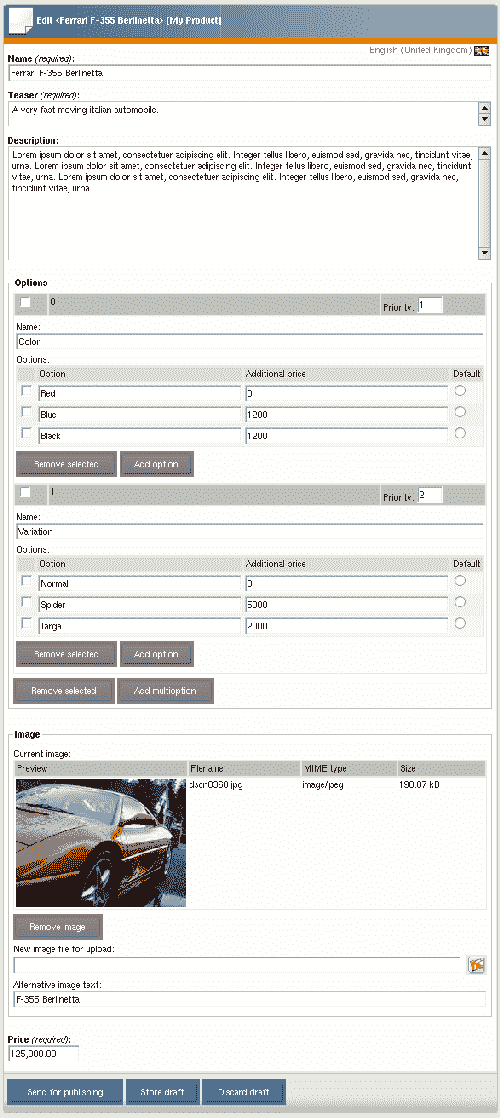 Edit <Ferrari F-355 Berlinetta> [My Product]
English (United Kingdom)
Name (required):
Ferrari F-355 Berlinetta
Teaser (required):
A very fast moving italian automobile.
Description:
Lorem ipsum dolor sit amet, consectetuer adipiscing elit. Integer tellus libero, euismod sed, gravida nec, tincidunt vitae,
urna. Lorem ipsum dolor sit amet, consectetuer adipiscing elit. Integer tellus libero, euismod sed, gravida nec, tincidunt
vitae, urna. Lorem ipsum dolor sit amet, consectetuer adipiscing elit. Integer tellus libero, euismod sed, gravida nec,
tincidunt vitae, urna.
Options
0 Priority: 1
Name:
Color
Options:
Option Additional price Default
Red 0
Blue 1200
Black 1200
Remove selected Add option
1 Priority: 2
Name:
Variation
Options:
Option Additional price Default
Normal 0
Spider 5000
Targa 2000
Remove selected Add option
Remove selected Add multioption
Image
Current image:
Preview Filename MIME type Size
image/jpeg 190.07 kB
Remove image
New image file for upload:
Alternative image text:
F-355 Berlinetta
Price (required):
125,000.00
Send for publishing Store draft Discard draft